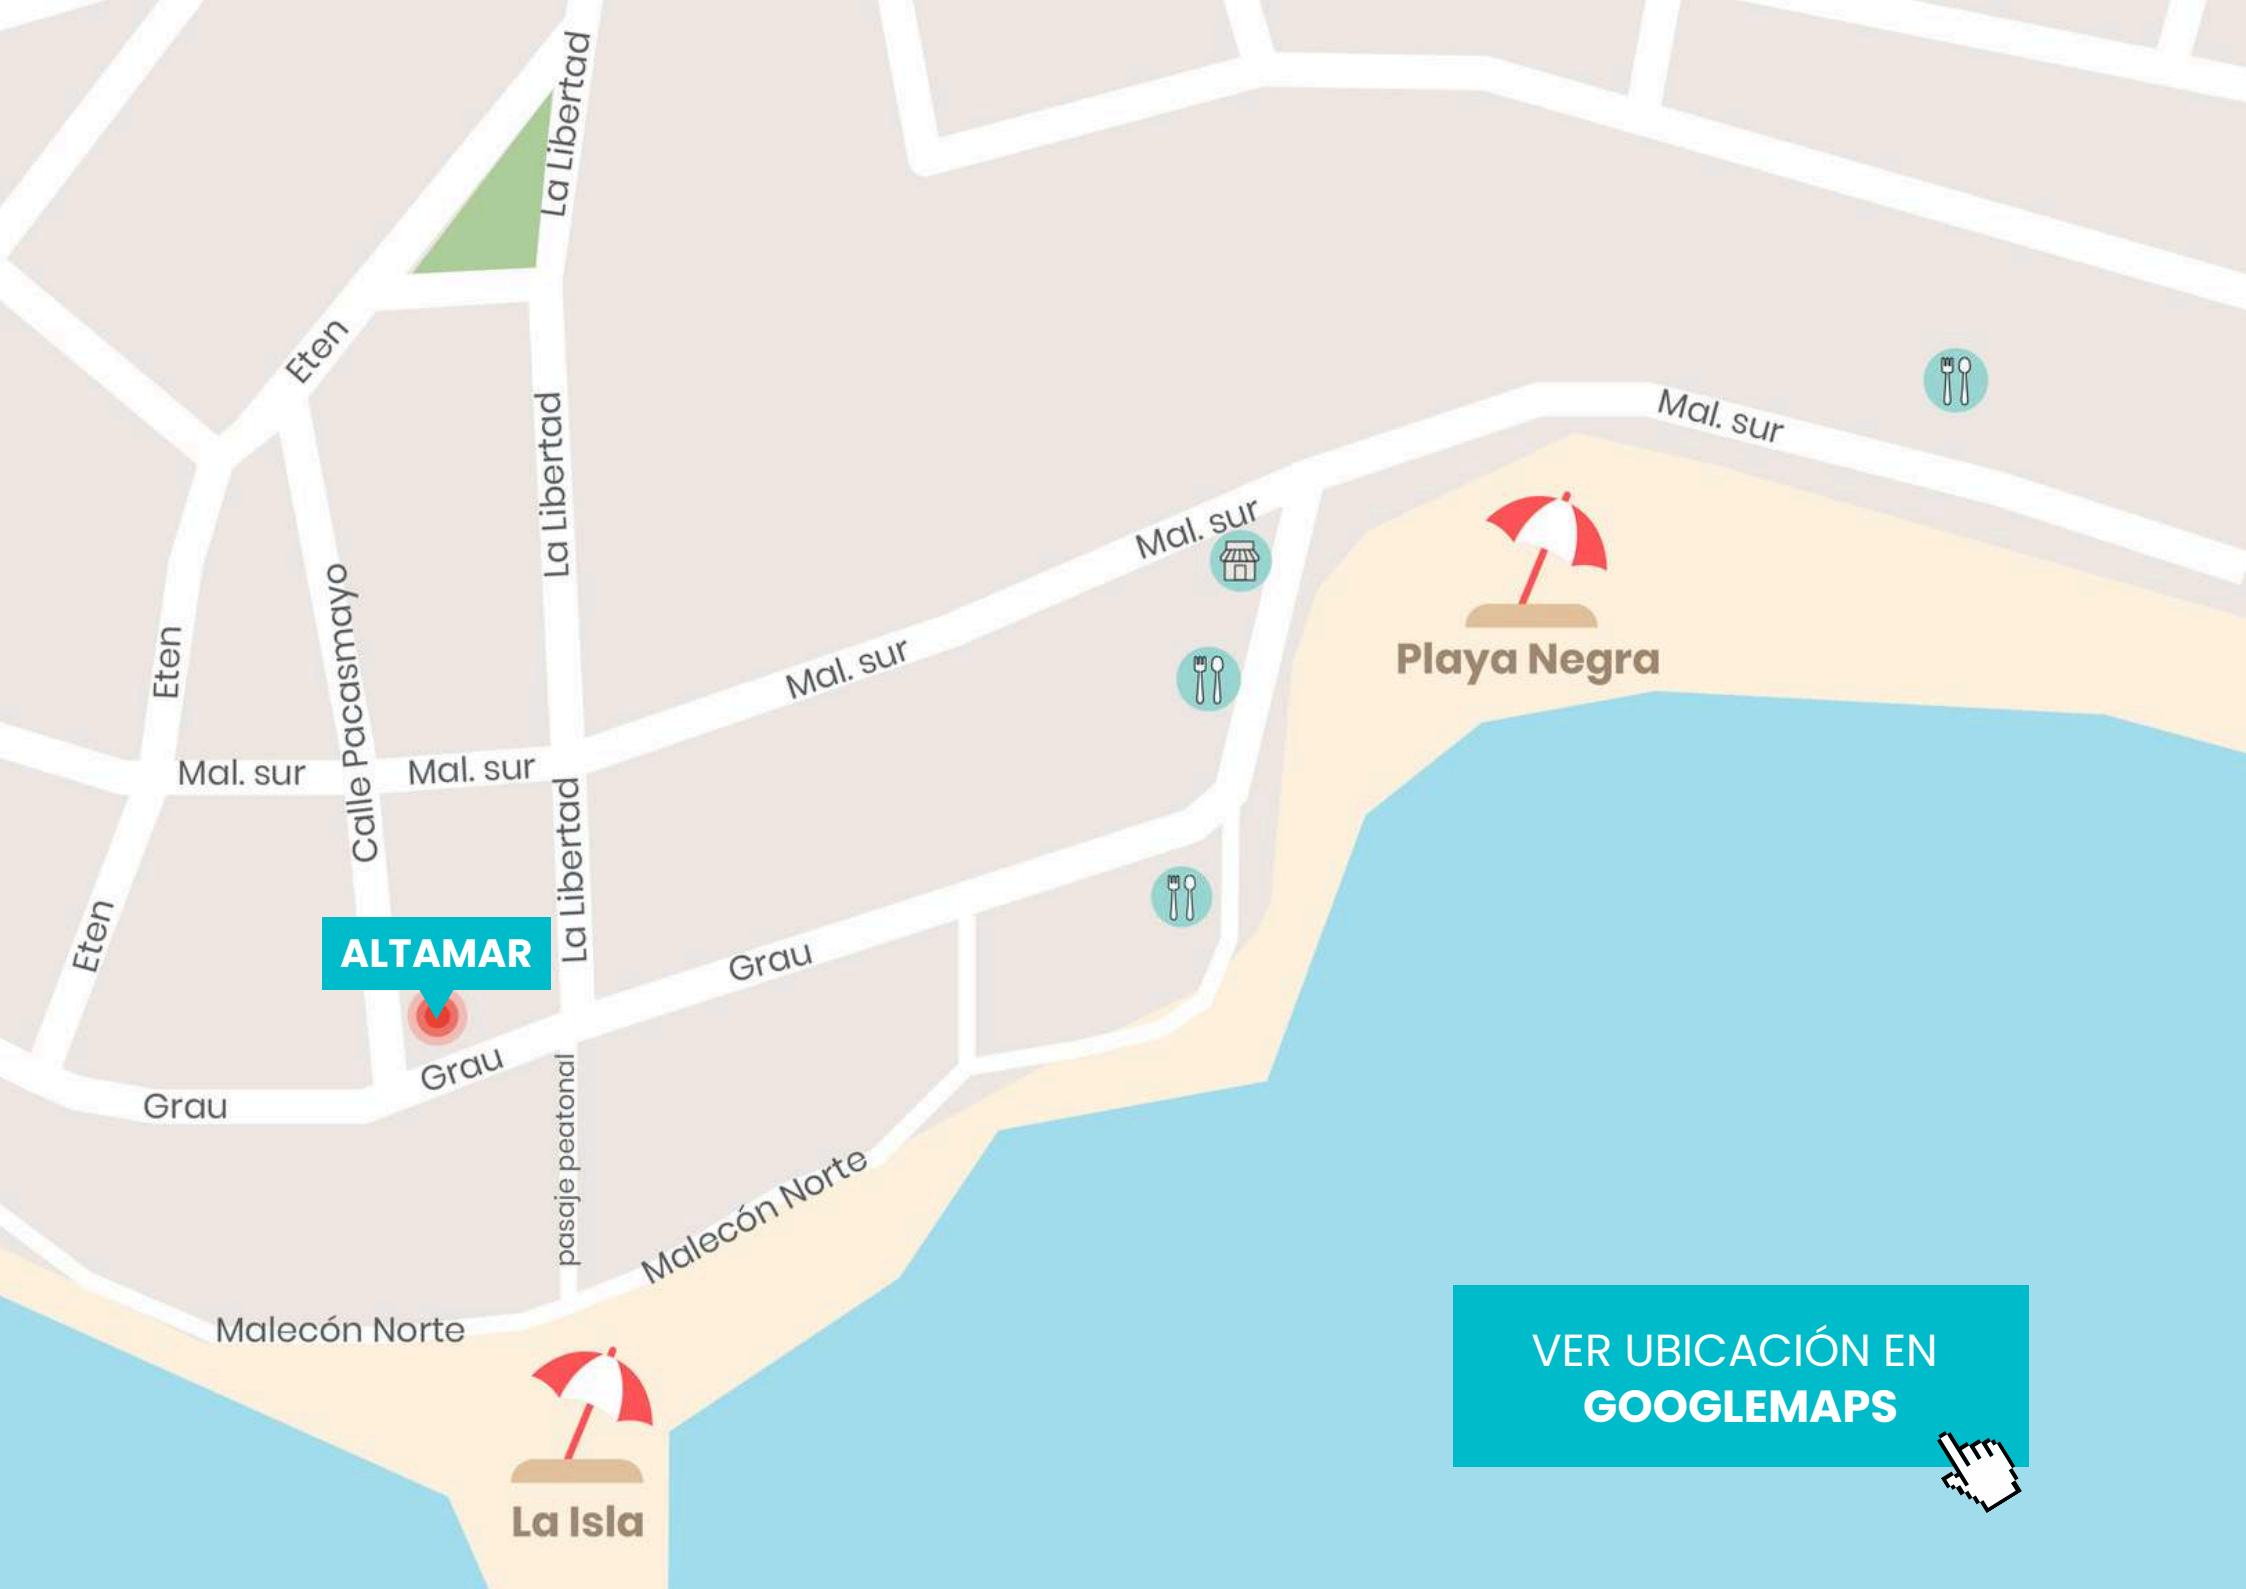 La Libertad
Eten
La Libertad
Mal. sur
Mal. sur
Calle Pacasmayo
Eten
Mal. sur
Playa Negra
Mal. sur
Mal. sur
La Libertad
Eten
ALTAMAR
Grau
Grau
Grau
pasaje peatonal
Malecón Norte
Malecón Norte
La Isla
VER UBICACIÓN EN
GOOGLEMAPS